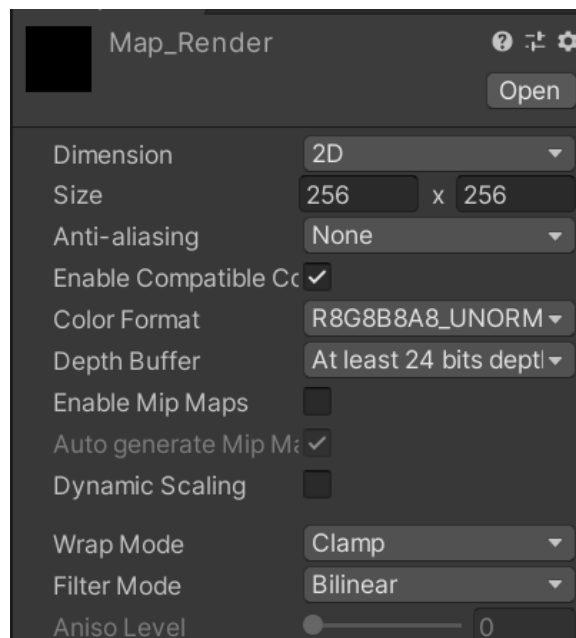 Map_Render
Open
Dimension 2D
Size 256 x 256
Anti-aliasing None
Enable Compatible Co
Color Format R8G8B8A8_UNORM
Depth Buffer At least 24 bits depth
Enable Mip Maps
Auto generate Mip Ma
Dynamic Scaling
Wrap Mode Clamp
Filter Mode Bilinear
Aniso Level 0